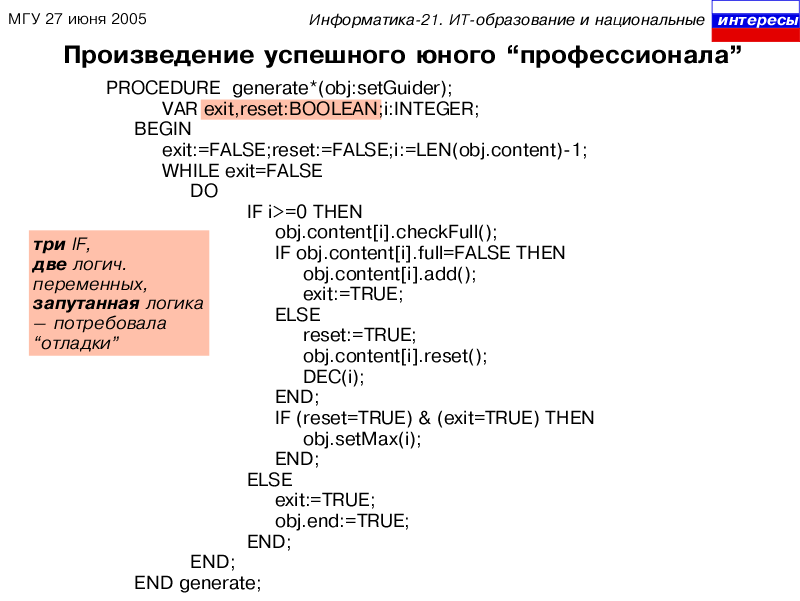 МГУ 27 июня 2005
Информатика-21. ИТ-образование и национальные интересы
Произведение успешного юного “профессионала”
PROCEDURE generate*(obj:setGuider);
VAR exit,reset:BOOLEAN;i:INTEGER;
BEGIN
exit:=FALSE;reset:=FALSE;i:=LEN(obj.content)-1;
WHILE exit=FALSE
DO
IF i>=0 THEN
obj.content[i].checkFull();
IF obj.content[i].full=FALSE THEN
obj.content[i].add();
exit:=TRUE;
ELSE
reset:=TRUE;
obj.content[i].reset();
DEC(i);
END;
IF (reset=TRUE) & (exit=TRUE) THEN
obj.setMax(i);
END;
ELSE
exit:=TRUE;
obj.end:=TRUE;
END;
END;
END generate;
три IF,
две логич.
переменных,
запутанная логика
— потребовала
“отладки”